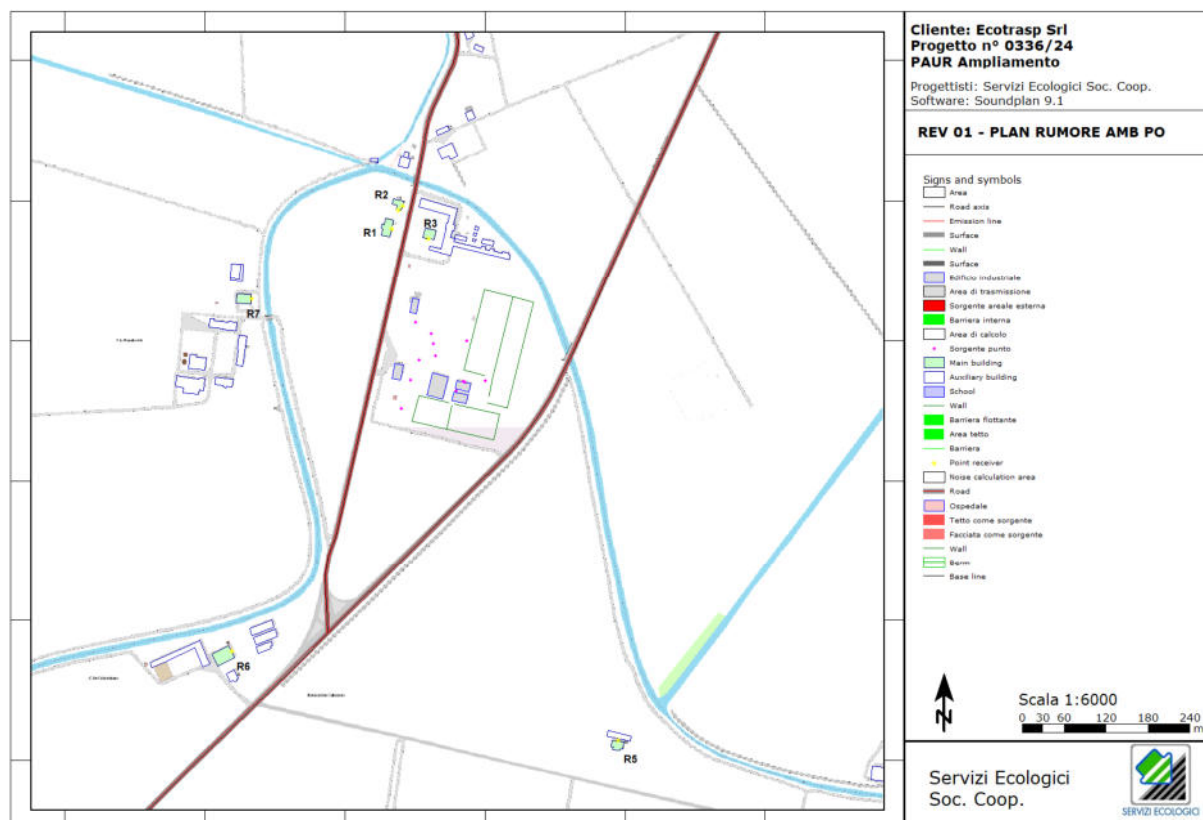 Cliente: Ecotrasp Srl
Progetto n° 0336/24
PAUR Ampliamento
Progettisti: Servizi Ecologici Soc. Coop.
Software: Soundplan 9.1
REV 01 - PLAN RUMORE AMB PO
Signs and symbols
Area
Road axis
Emission line
Surface
Wall
Surface
Edificio industriale
Area di trasmissione
Sorgente areale esterna
Barriera interna
Area di calcolo
Sorgente punto
Main building
Auxiliary building
School
Wall
Barriera flottante
Area tetto
Barriera
Point receiver
Noise calculation area
Road
Ospedale
Tetto come sorgente
Facciata come sorgente
Wall
Berm
Base line
R2
R1
R3
R7
R6
R5
N
Scala 1:6000
0 30 60 120 180 240
m
Servizi Ecologici
Soc. Coop.
SERVIZI ECOLOGICI